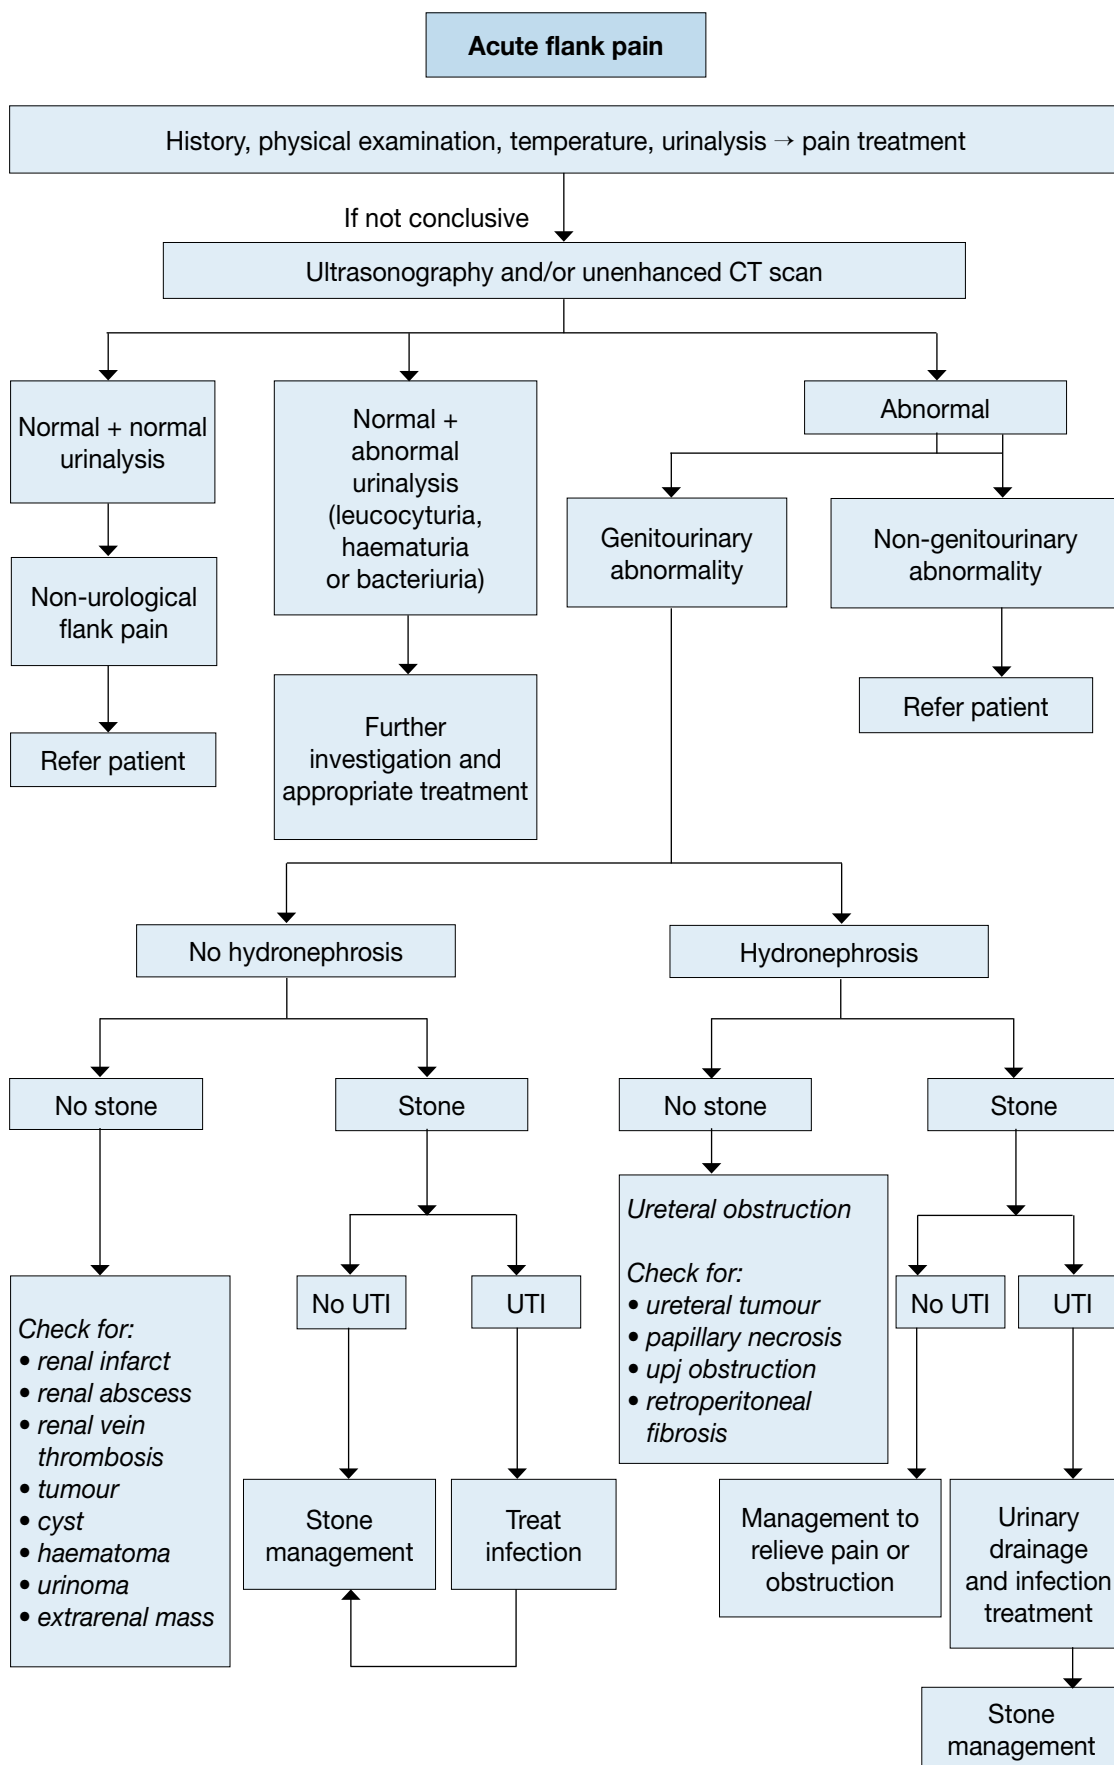 Acute flank pain
History, physical examination, temperature, urinalysis → pain treatment
If not conclusive
Ultrasonography and/or unenhanced CT scan
Normal + normal
urinalysis
Non-urological
flank pain
Refer patient
Normal +
abnormal
urinalysis
(leucocyturia,
haematuria
or bacteriuria)
Further
investigation and
appropriate treatment
Abnormal
Genitourinary
abnormality
Non-genitourinary
abnormality
Refer patient
No hydronephrosis
Hydronephrosis
No stone
Stone
No stone
Stone
Check for:
• renal infarct
• renal abscess
• renal vein
thrombosis
• tumour
• cyst
• haematoma
• urinoma
• extrarenal mass
No UTI
UTI
Stone
management
Treat
infection
Ureteral obstruction
Check for:
• ureteral tumour
• papillary necrosis
• upj obstruction
• retroperitoneal
fibrosis
No UTI
UTI
Management to
relieve pain or
obstruction
Urinary
drainage
and infection
treatment
Stone
management